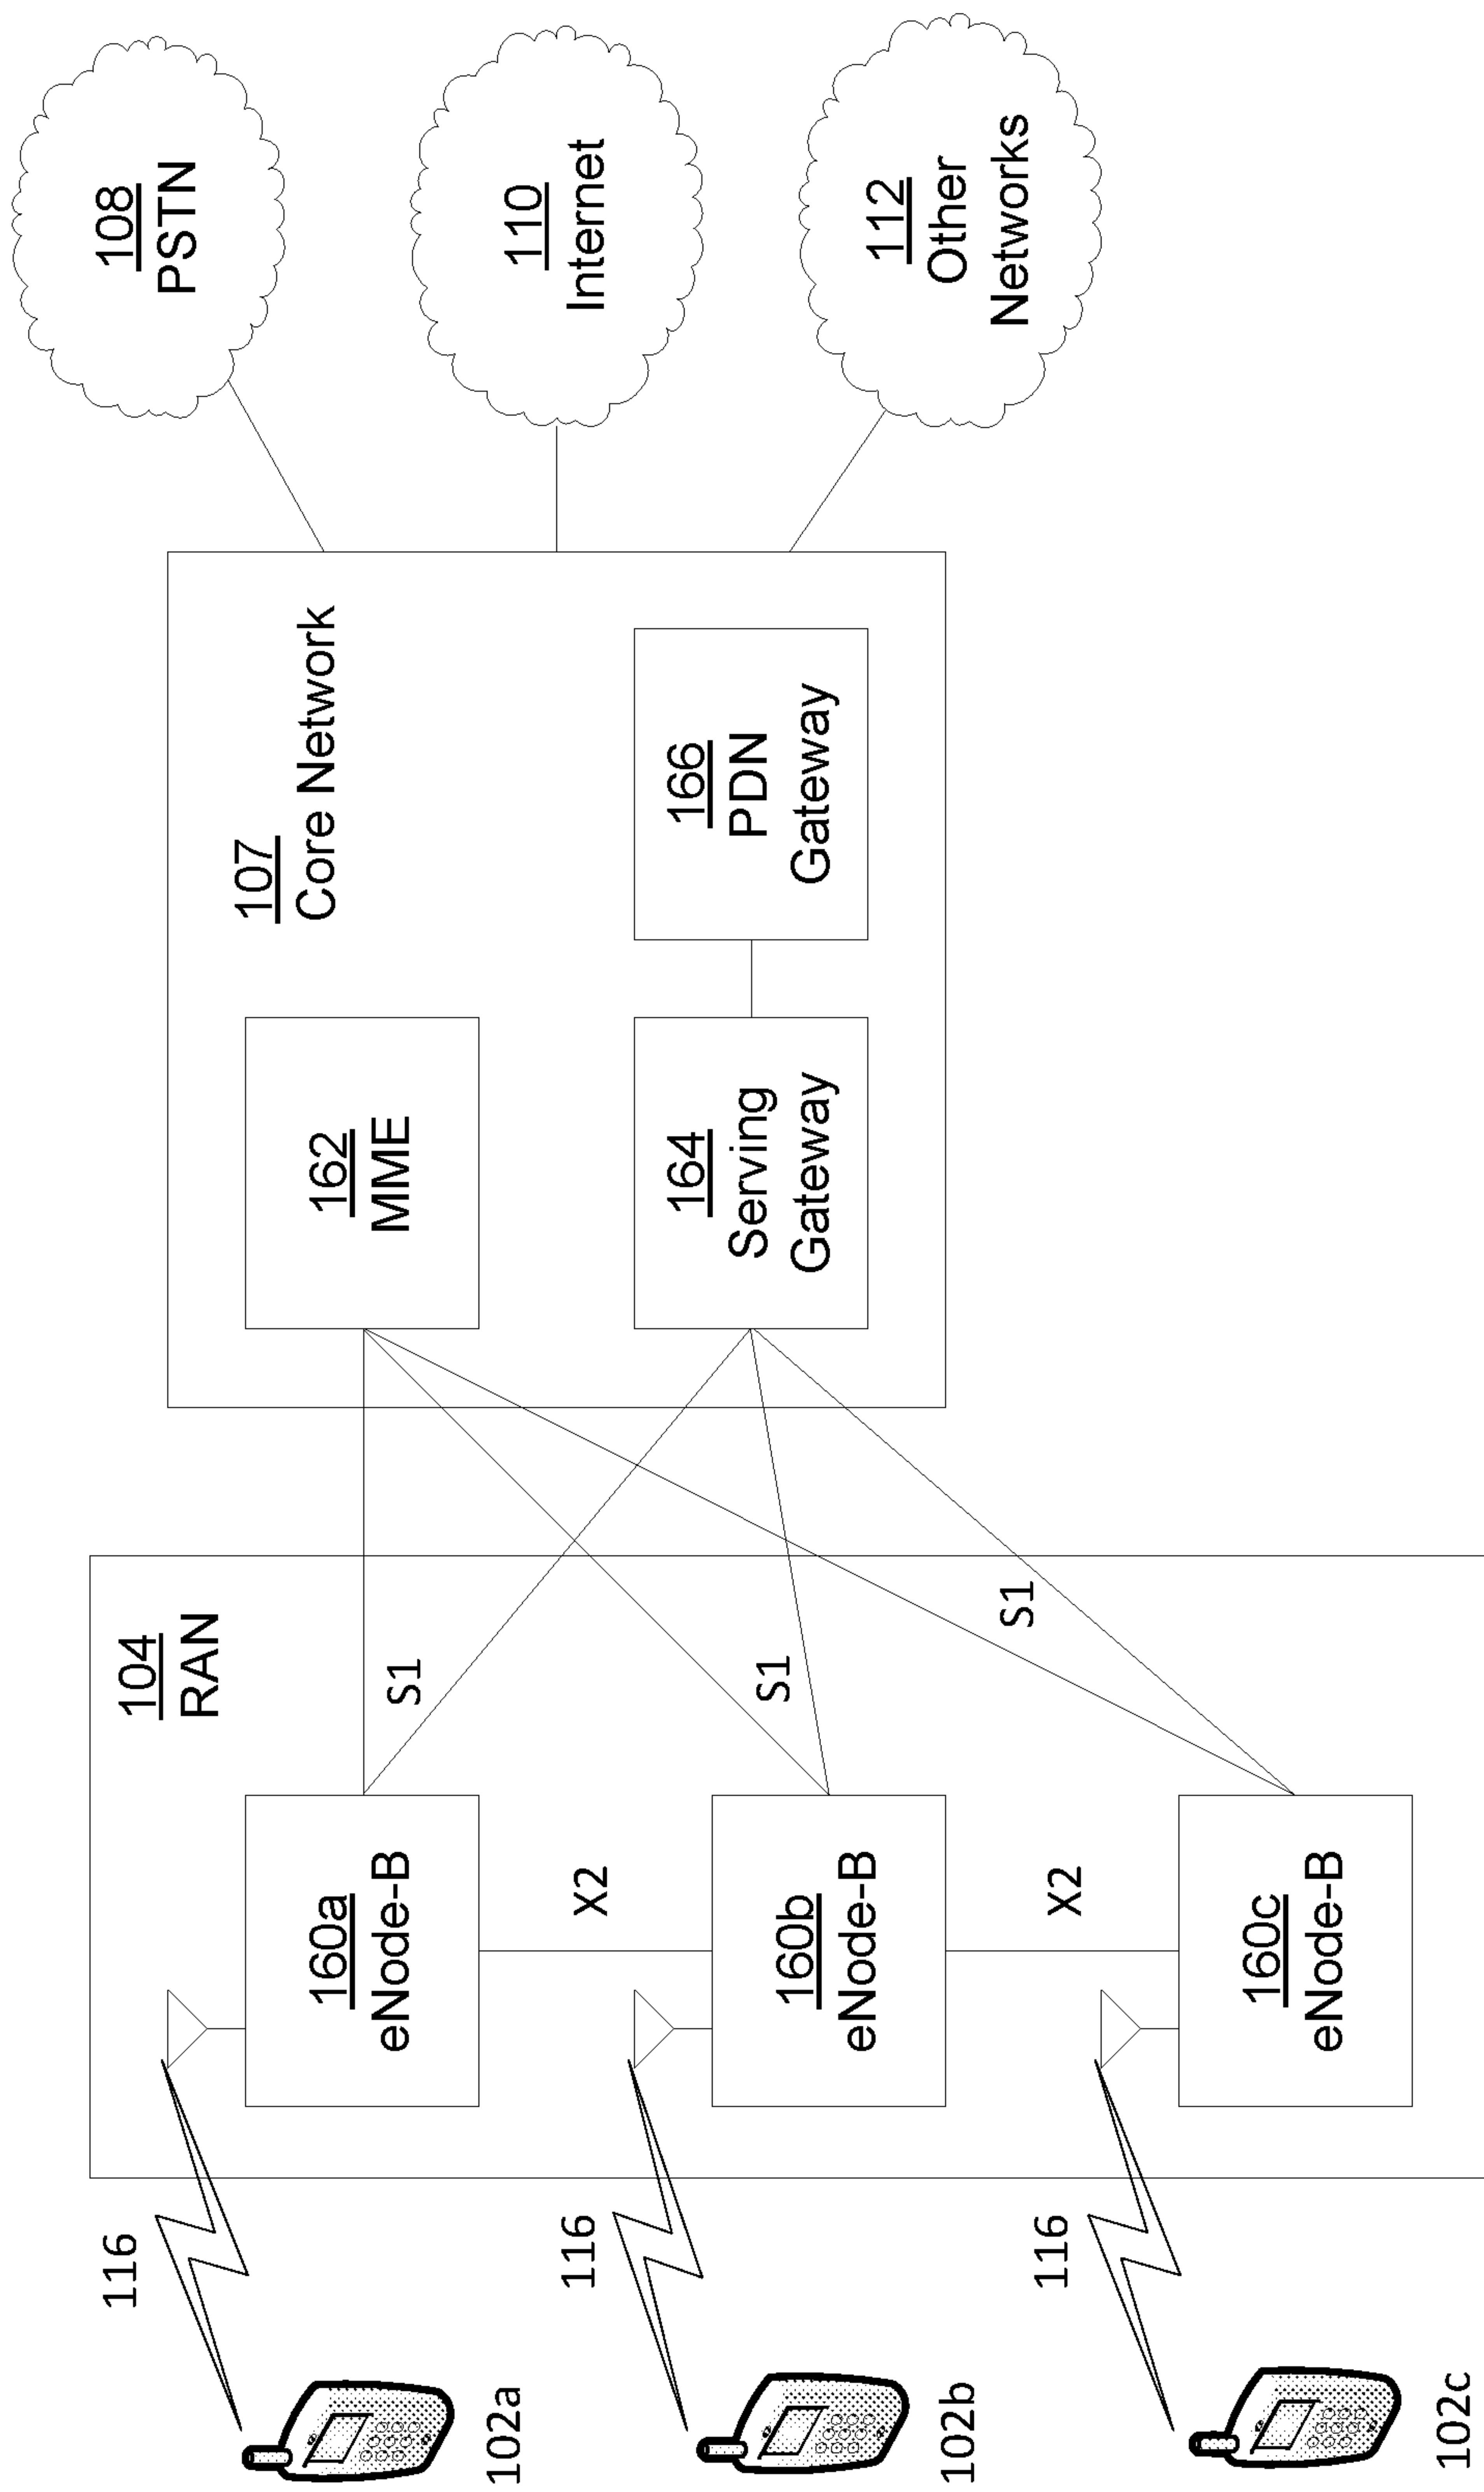 116
102a
104
RAN
160a
eNode-B
S1
162
MME
107
Core Network
108
PSTN
116
102b
X2
160b
eNode-B
S1
164
Serving
Gateway
166
PDN
Gateway
110
Internet
116
102c
X2
160c
eNode-B
S1
112
Other
Networks